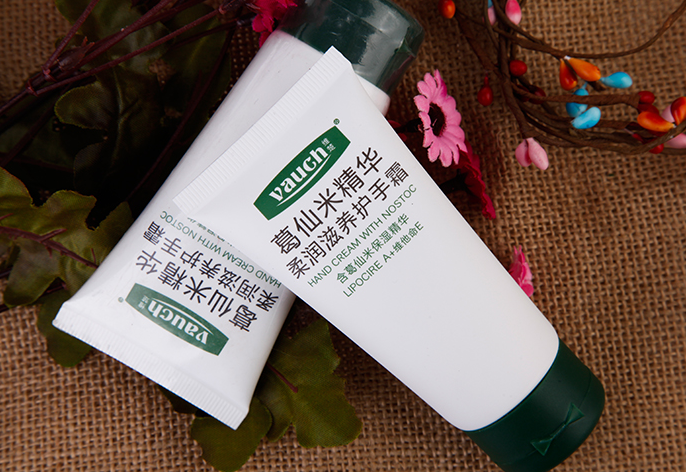 yauch®
葛仙米精华
柔润滋养护手霜
HAND CREAM WITH NOSTOC
含葛仙米保湿精华
LIPOCIRE A+维他命E
yauch
葛仙米精华
柔润滋养护手霜
HAND CREAM WITH NOSTOC